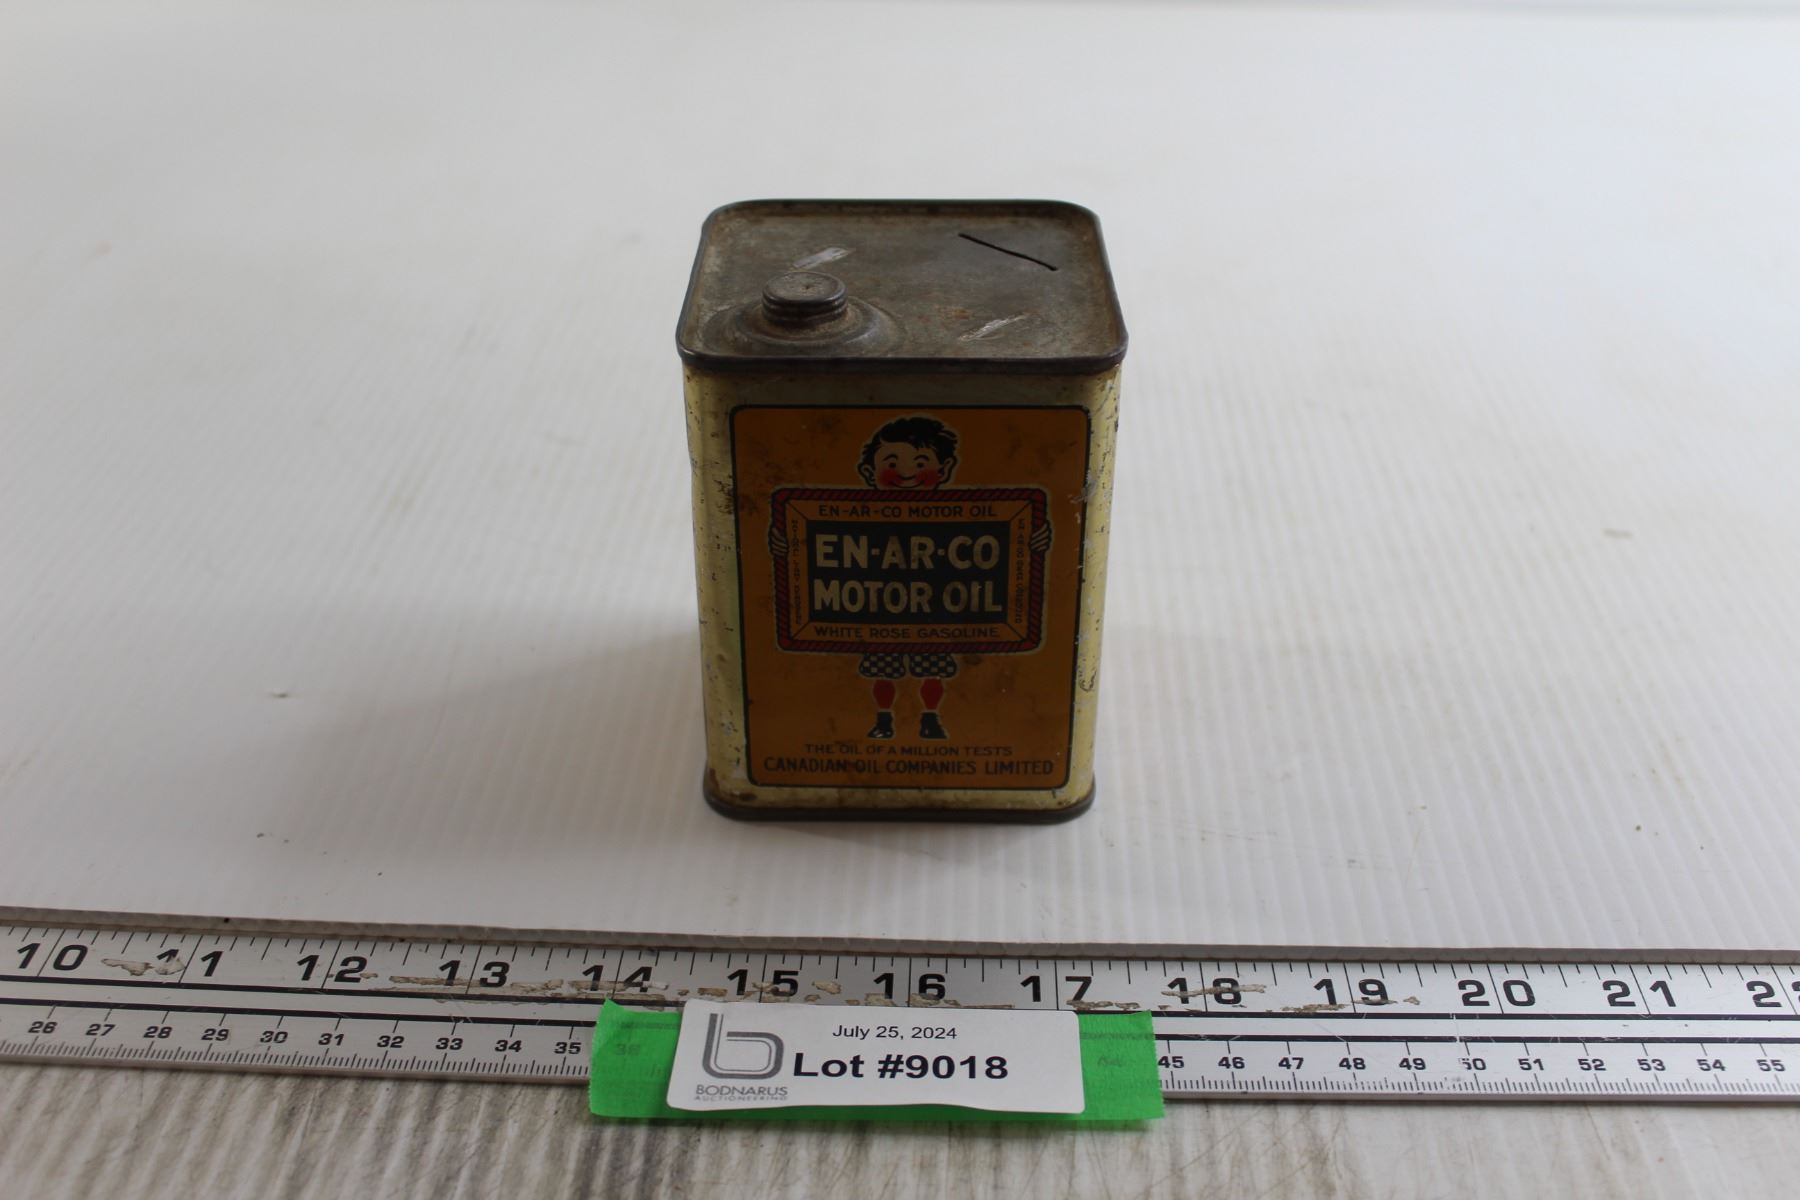 EN-AR-CO MOTOR OIL
EN-AR-CO
MOTOR OIL
WHITE ROSE GASOLINE
THE OIL OF A MILLION TESTS
CANADIAN OIL COMPANIES LIMITED
10 11 12 13 14 15 16 17 18 19 20 21 2
26 27 28 29 30 31 32 33 34 35 36 45 46 47 48 49 50 51 52 53 54 55
July 25, 2024
Lot #9018
BODNARUS
AUCTIONEERING